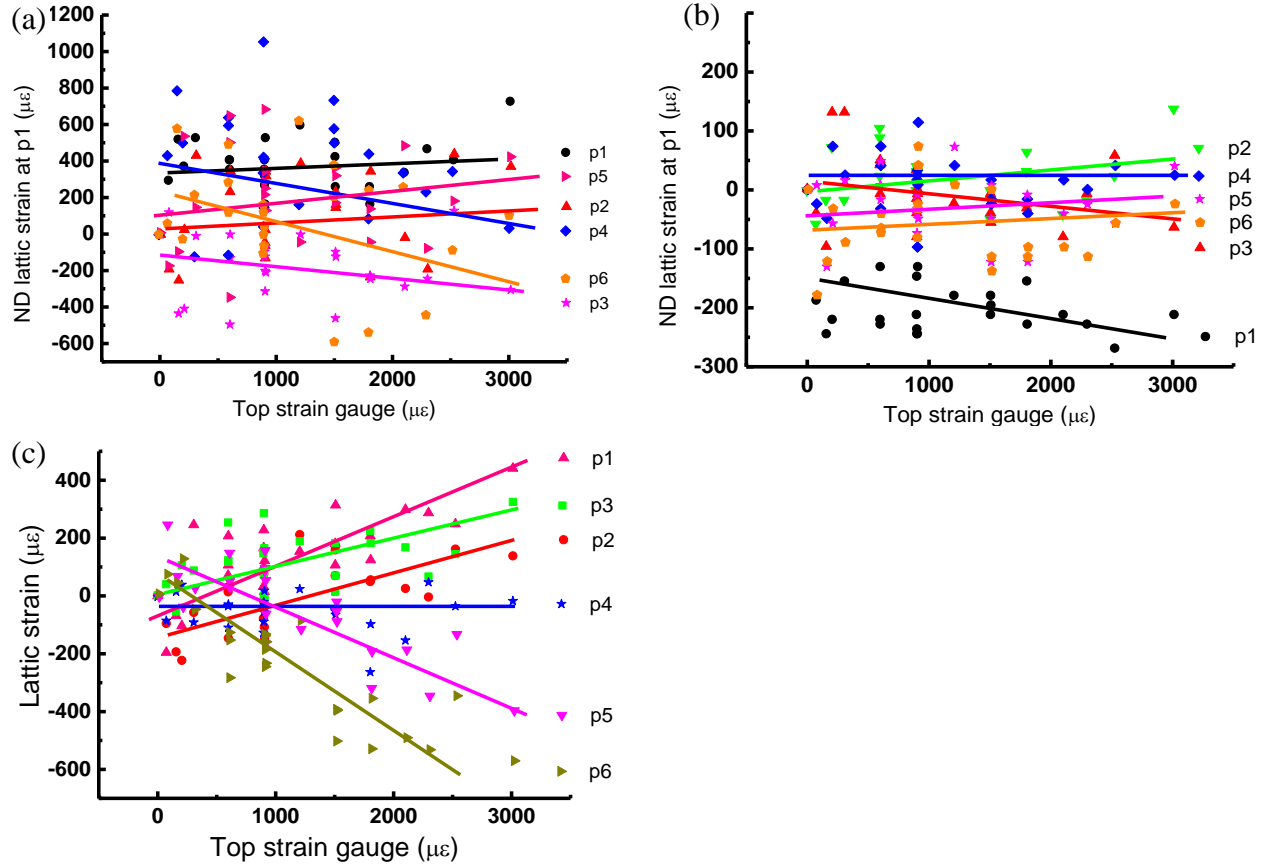 (a)
1200
1000
800
600
400
200
0
-200
-400
-600
ND lattic strain at p1 (με)
p1
p5
p2
p4
p6
p3
0 1000 2000 3000
Top strain gauge (με)
(b)
200
100
0
-100
-200
-300
ND lattic strain at p1 (με)
p2
p4
p5
p6
p3
p1
0 1000 2000 3000
Top strain gauge (με)
(c)
400
200
0
-200
-400
-600
Lattic strain (με)
p1
p3
p2
p4
p5
p6
0 1000 2000 3000
Top strain gauge (με)